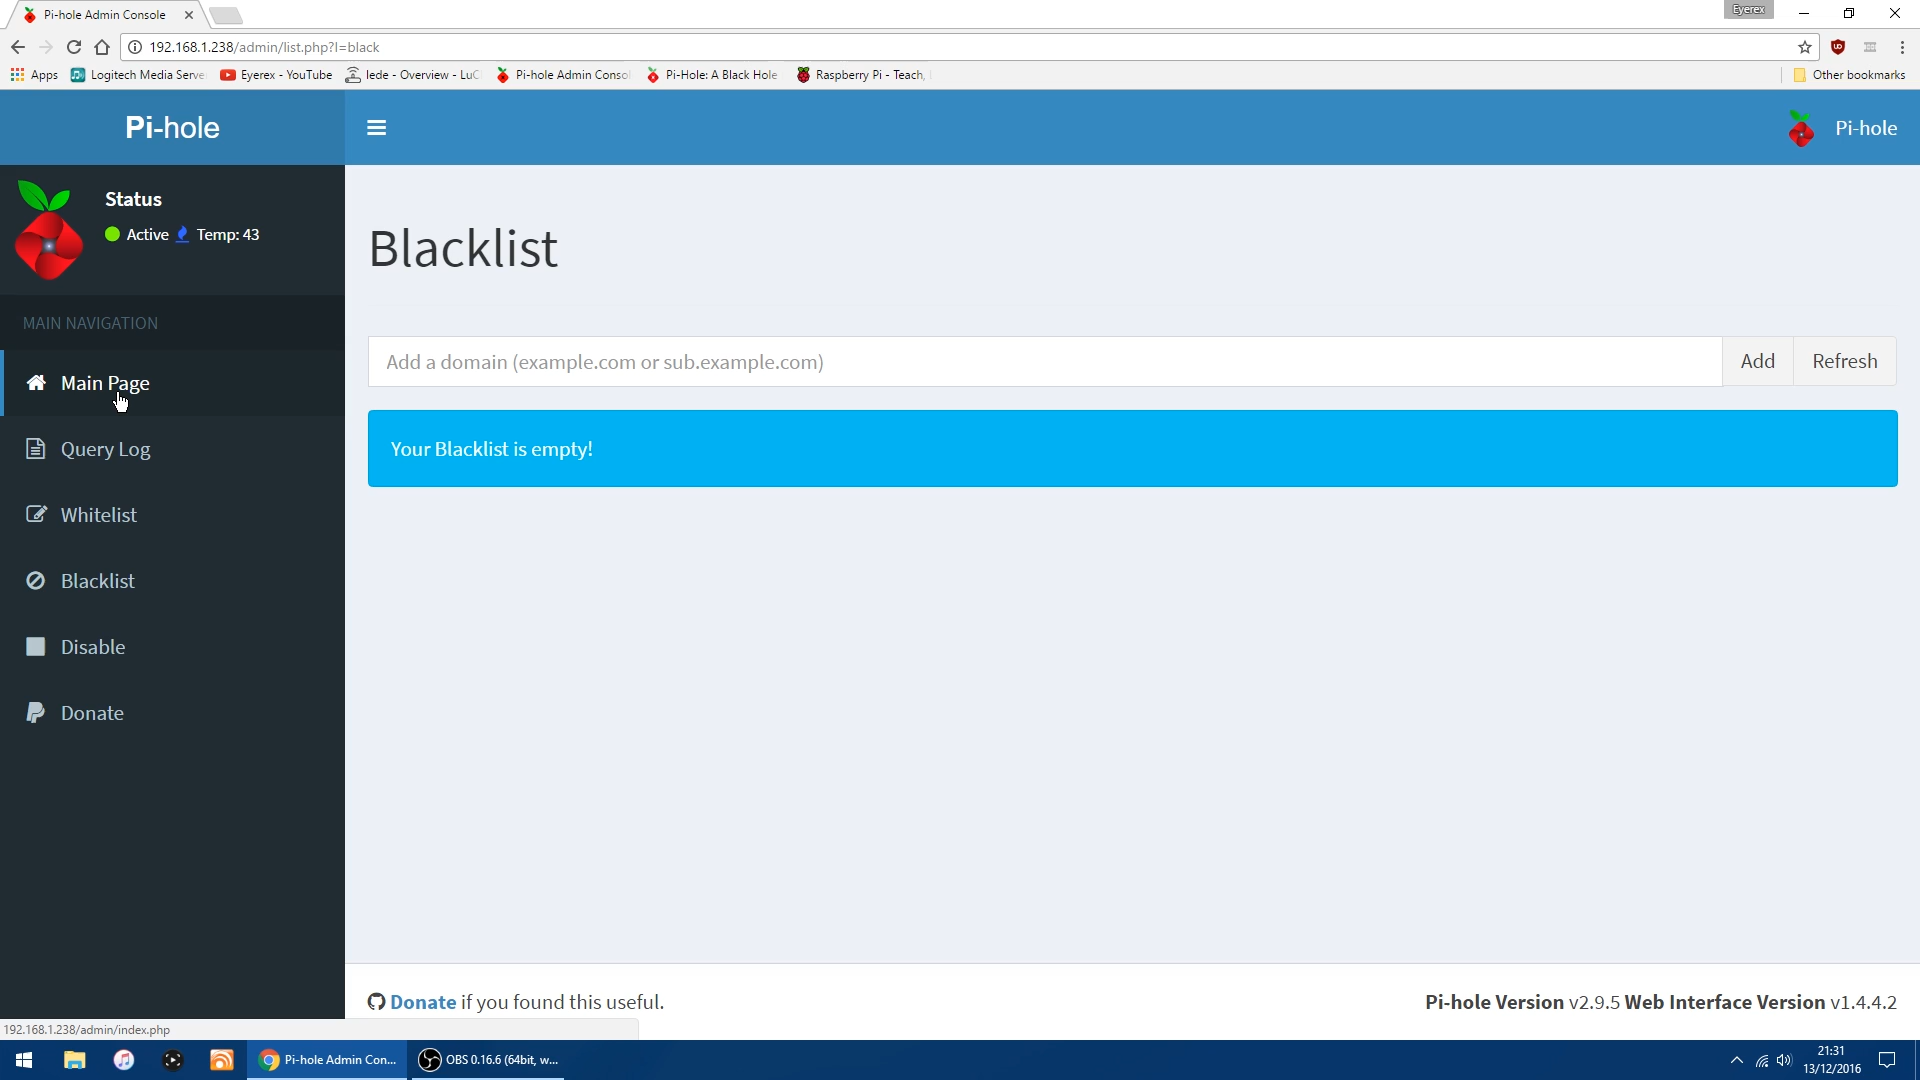 Pi-hole Admin Console
Eyerex
192.168.1.238/admin/list.php?l=black
Apps
Logitech Media Serve
Eyerex - YouTube
lede - Overview - LuC
Pi-hole Admin Conso
Pi-Hole: A Black Hole
Raspberry Pi - Teach,
Other bookmarks
Pi-hole
Pi-hole
Status
Active Temp: 43
MAIN NAVIGATION
Main Page
Query Log
Whitelist
Blacklist
Disable
Donate
Blacklist
Add a domain (example.com or sub.example.com)
Add
Refresh
Your Blacklist is empty!
Donate if you found this useful.
Pi-hole Version v2.9.5 Web Interface Version v1.4.4.2
192.168.1.238/admin/index.php
Pi-hole Admin Con...
OBS 0.16.6 (64bit, w...
21:31
13/12/2016